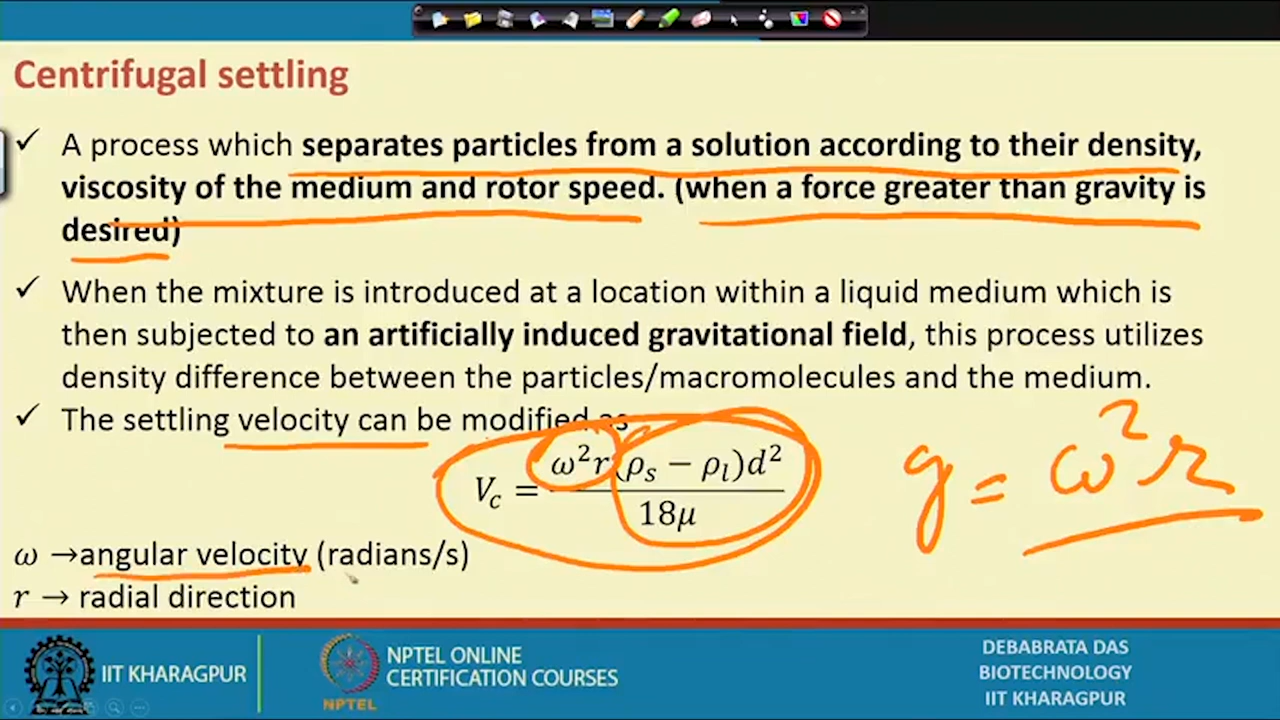 Centrifugal settling
✓ A process which separates particles from a solution according to their density,
viscosity of the medium and rotor speed. (when a force greater than gravity is
desired)
✓ When the mixture is introduced at a location within a liquid medium which is
then subjected to an artificially induced gravitational field, this process utilizes
density difference between the particles/macromolecules and the medium.
✓ The settling velocity can be modified as
V_c = ω²r(ρ_s − ρ_l)d² / 18μ
g = ω²r
ω →angular velocity (radians/s)
r → radial direction
IIT KHARAGPUR
NPTEL
NPTEL ONLINE
CERTIFICATION COURSES
DEBABRATA DAS
BIOTECHNOLOGY
IIT KHARAGPUR